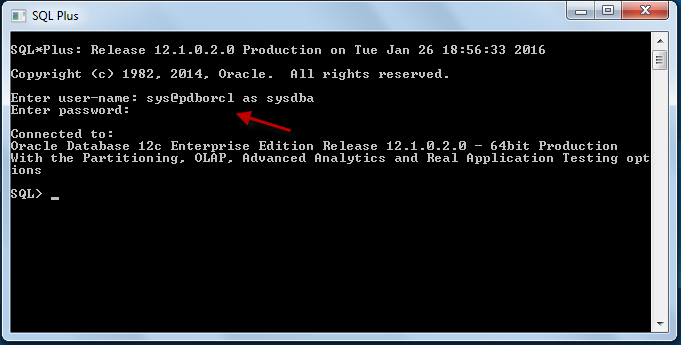 SQL Plus
SQL*Plus: Release 12.1.0.2.0 Production on Tue Jan 26 18:56:33 2016
Copyright (c) 1982, 2014, Oracle.  All rights reserved.
Enter user-name: sys@pdborcl as sysdba
Enter password:
Connected to:
Oracle Database 12c Enterprise Edition Release 12.1.0.2.0 - 64bit Production
With the Partitioning, OLAP, Advanced Analytics and Real Application Testing opt
ions
SQL> _